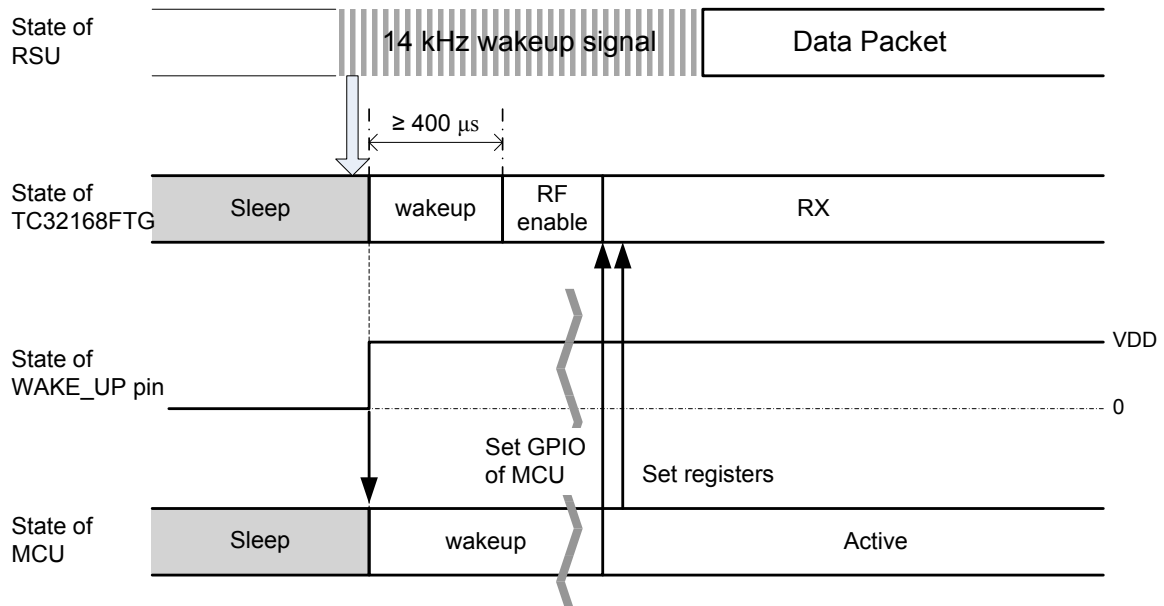 State of
RSU
14 kHz wakeup signal
Data Packet
≥ 400 μs
State of
TC32168FTG
Sleep
wakeup
RF
enable
RX
State of
WAKE_UP pin
VDD
0
Set GPIO
of MCU
Set registers
State of
MCU
Sleep
wakeup
Active